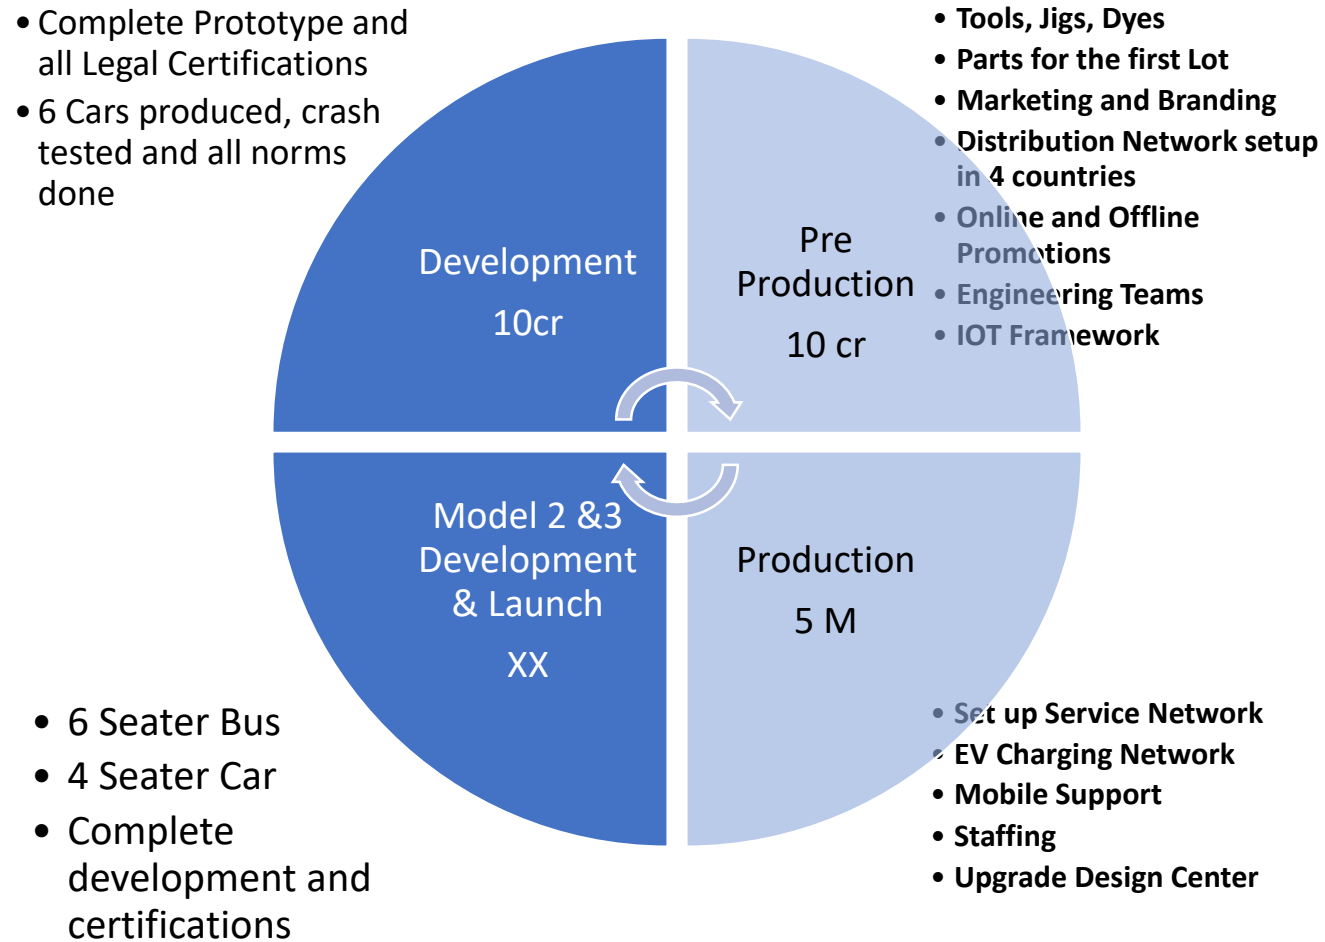 • Complete Prototype and
all Legal Certifications
• 6 Cars produced, crash
tested and all norms
done
• Tools, Jigs, Dyes
• Parts for the first Lot
• Marketing and Branding
• Distribution Network setup
in 4 countries
• Online and Offline
Promotions
• Engineering Teams
• IOT Framework
Development
10cr
Pre
Production
10 cr
Model 2 &3
Development
& Launch
XX
Production
5 M
• 6 Seater Bus
• 4 Seater Car
• Complete
development and
certifications
• Set up Service Network
• EV Charging Network
• Mobile Support
• Staffing
• Upgrade Design Center